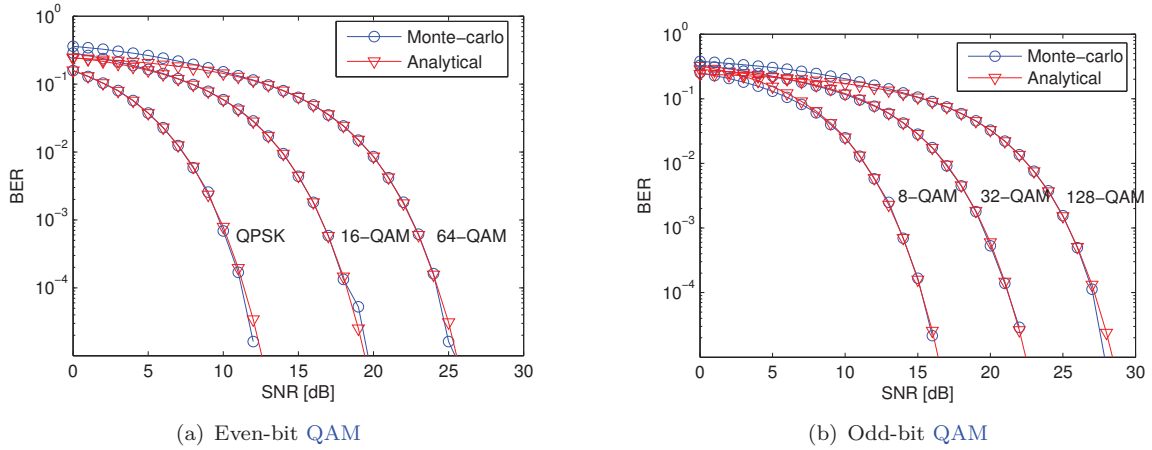 10^0
10^-1
10^-2
10^-3
10^-4
BER
0 5 10 15 20 25 30
SNR [dB]
Monte-carlo
Analytical
QPSK 16-QAM 64-QAM
(a) Even-bit QAM
10^0
10^-1
10^-2
10^-3
10^-4
BER
0 5 10 15 20 25 30
SNR [dB]
Monte-carlo
Analytical
8-QAM 32-QAM 128-QAM
(b) Odd-bit QAM